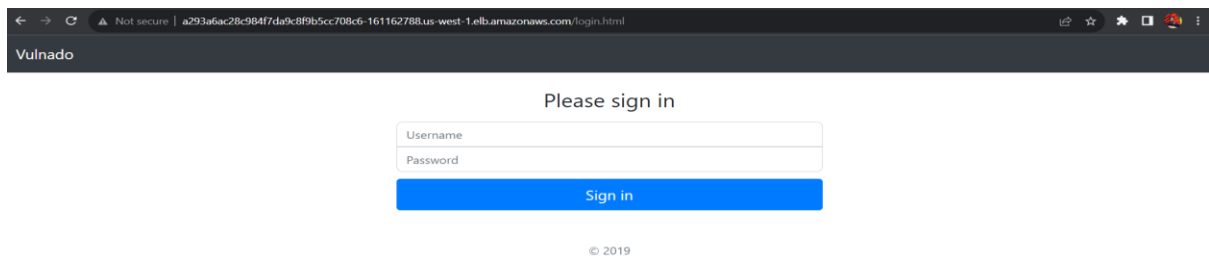 Not secure | a293a6ac28c984f7da9c8f9b5cc708c6-161162788.us-west-1.elb.amazonaws.com/login.html
Vulnado
Please sign in
Username
Password
Sign in
© 2019